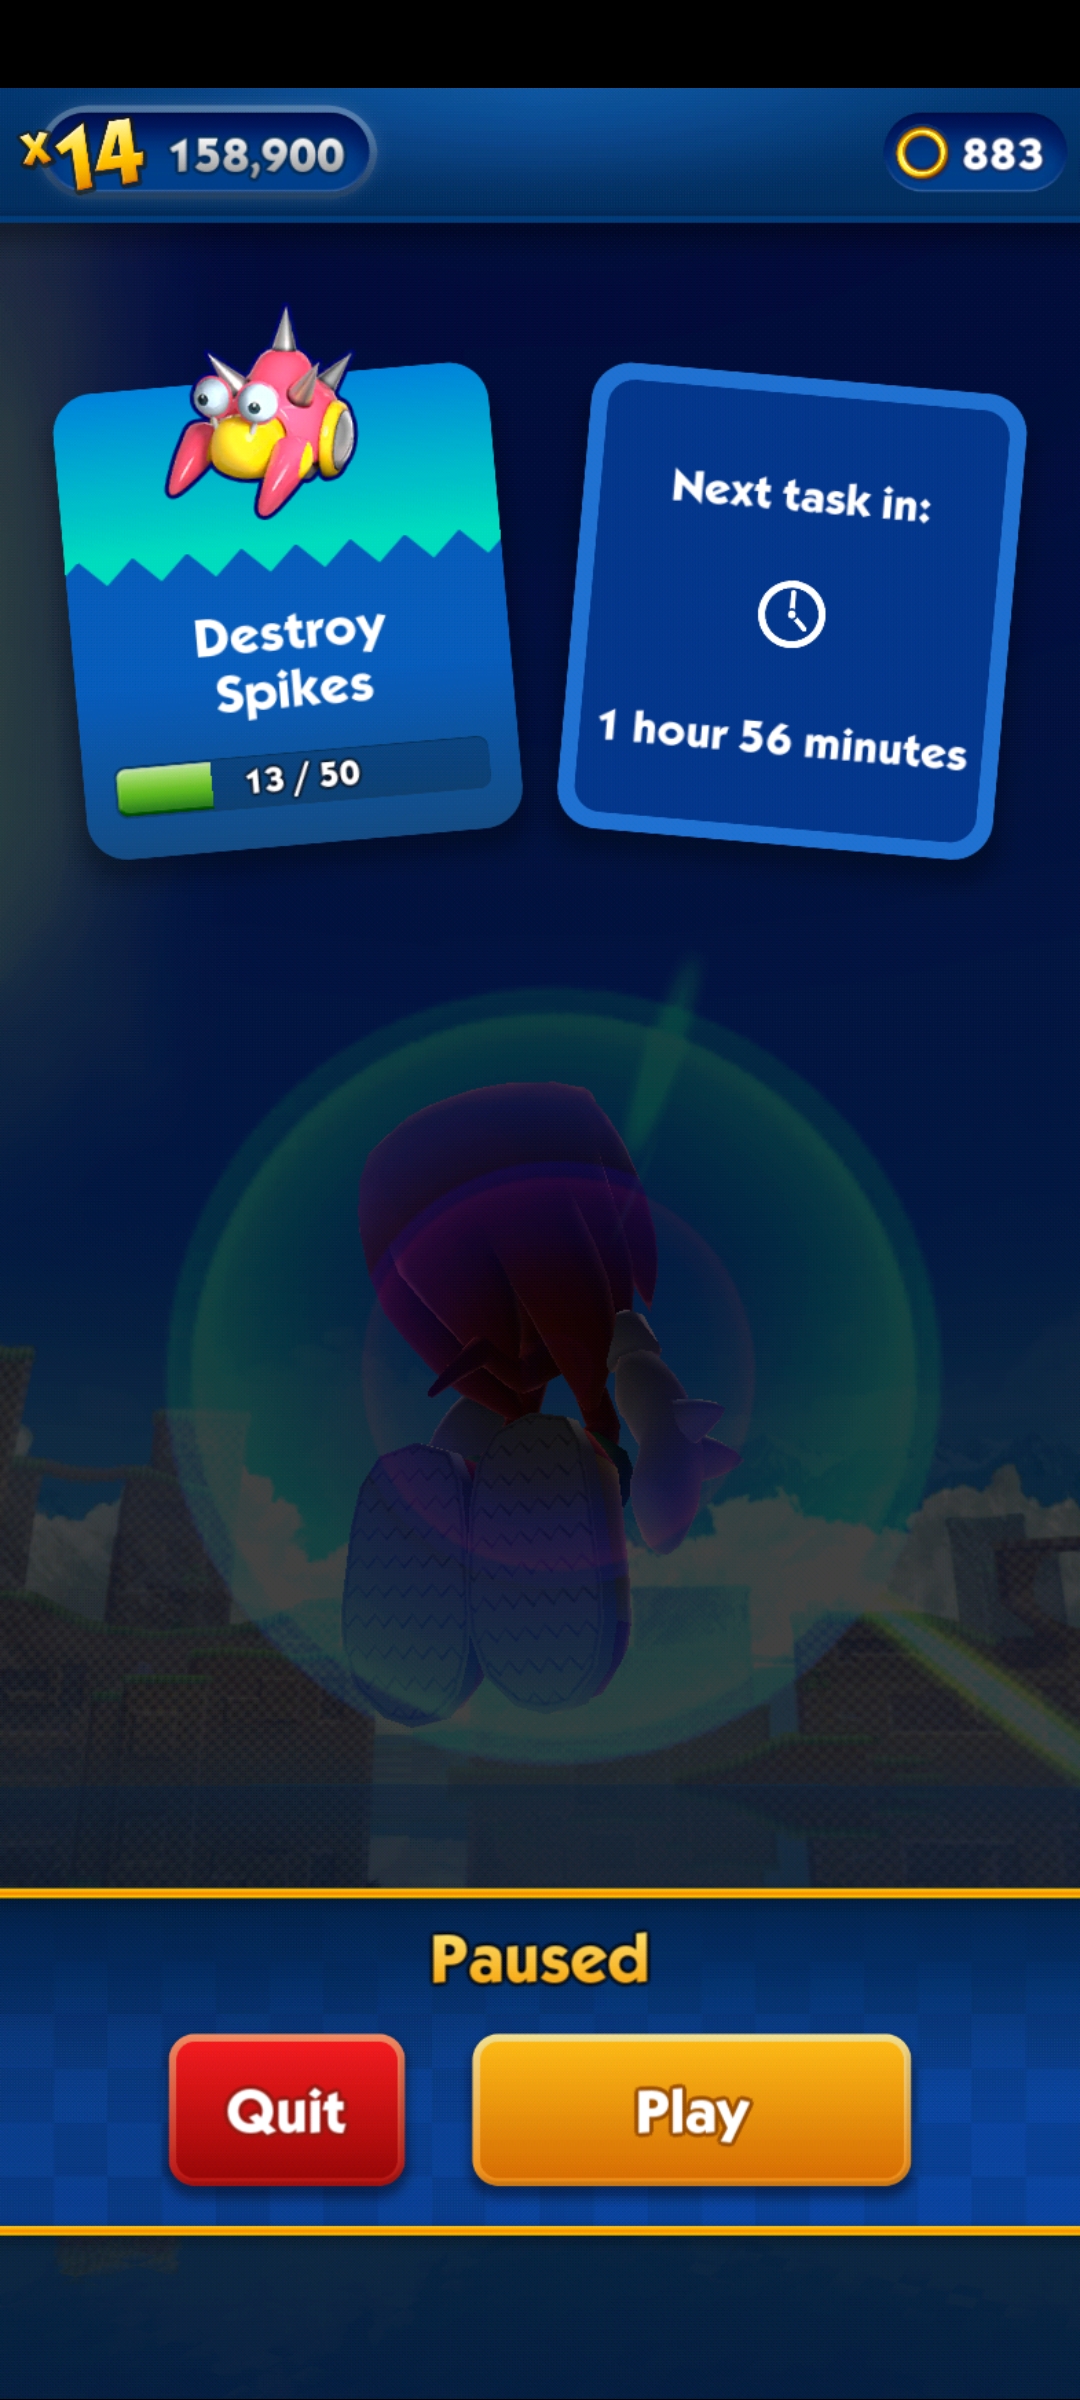 x14 158,900
883
Destroy
Spikes
13 / 50
Next task in:
1 hour 56 minutes
Paused
Quit
Play